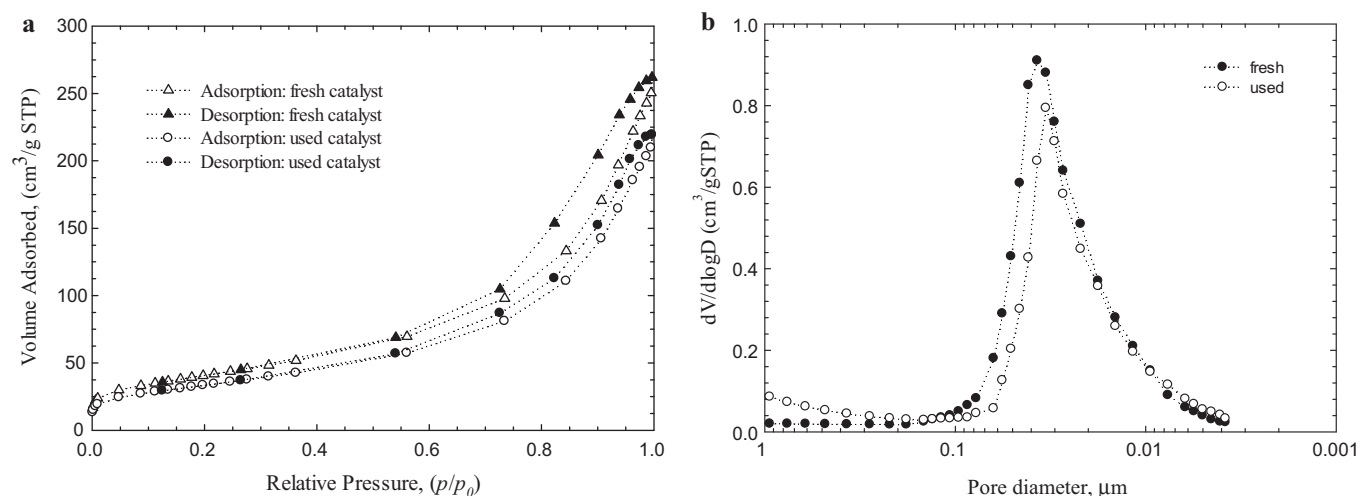 a
300
250
200
150
100
50
0
Volume Adsorbed, (cm³/g STP)
Adsorption: fresh catalyst
Desorption: fresh catalyst
Adsorption: used catalyst
Desorption: used catalyst
0.0 0.2 0.4 0.6 0.8 1.0
Relative Pressure, (p/p₀)
b
1.0
0.8
0.6
0.4
0.2
0.0
dV/dlogD (cm³/gSTP)
fresh
used
1 0.1 0.01 0.001
Pore diameter, μm